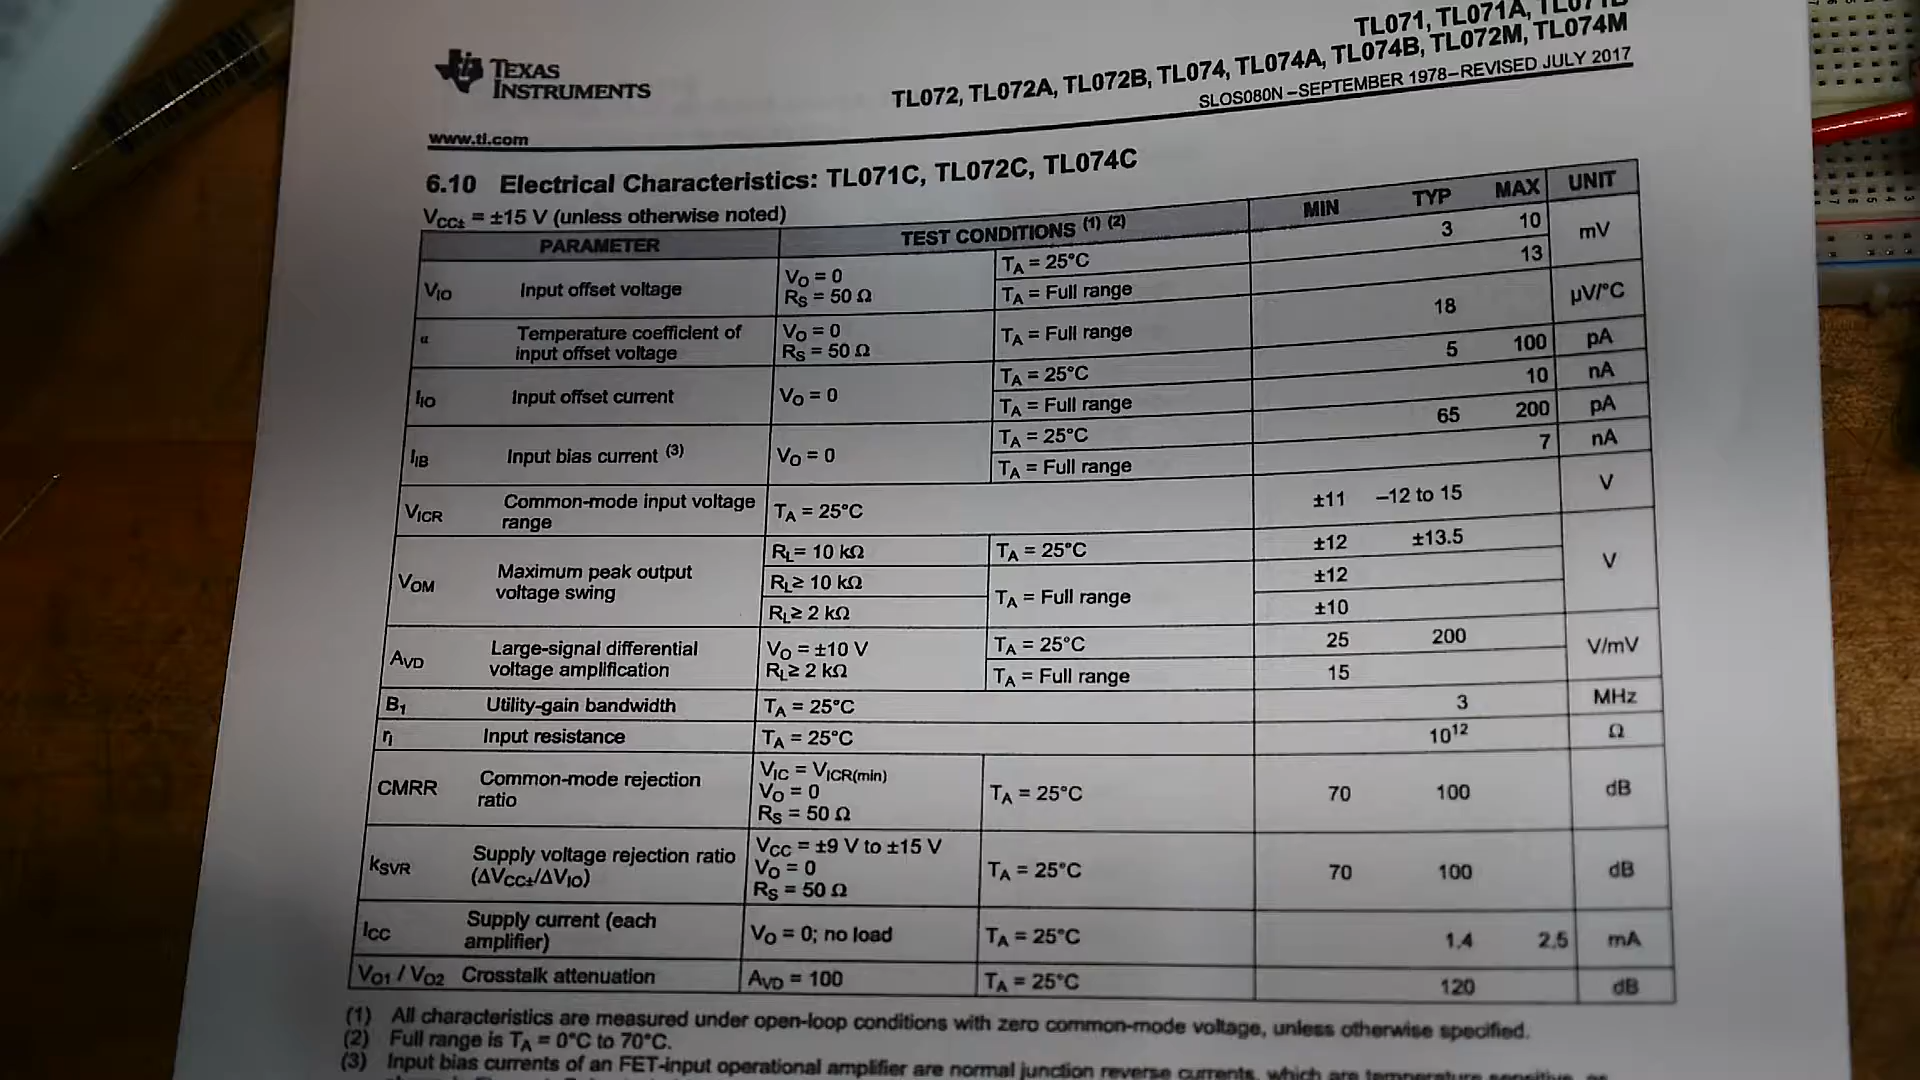 TL071, TL071A, TL071B
TL072, TL072A, TL072B, TL074, TL074A, TL074B, TL072M, TL074M
SLOS080N –SEPTEMBER 1978–REVISED JULY 2017
TEXAS
INSTRUMENTS
www.ti.com
6.10 Electrical Characteristics: TL071C, TL072C, TL074C
VCC± = ±15 V (unless otherwise noted)
PARAMETER TEST CONDITIONS (1) (2) MIN TYP MAX UNIT
VIO Input offset voltage VO = 0 RS = 50 Ω TA = 25°C 3 10 mV
TA = Full range 13
α Temperature coefficient of input offset voltage VO = 0 RS = 50 Ω TA = Full range 18 μV/°C
IIO Input offset current VO = 0 TA = 25°C 5 100 pA
TA = Full range 10 nA
IIB Input bias current (3) VO = 0 TA = 25°C 65 200 pA
TA = Full range 7 nA
VICR Common-mode input voltage range TA = 25°C ±11 –12 to 15 V
VOM Maximum peak output voltage swing RL= 10 kΩ TA = 25°C ±12 ±13.5 V
RL≥ 10 kΩ TA = Full range ±12
RL≥ 2 kΩ ±10
AVD Large-signal differential voltage amplification VO = ±10 V RL≥ 2 kΩ TA = 25°C 25 200 V/mV
TA = Full range 15
B1 Utility-gain bandwidth TA = 25°C 3 MHz
ri Input resistance TA = 25°C 10¹² Ω
CMRR Common-mode rejection ratio VIC = VICR(min) VO = 0 RS = 50 Ω TA = 25°C 70 100 dB
kSVR Supply voltage rejection ratio (ΔVCC±/ΔVIO) VCC = ±9 V to ±15 V VO = 0 RS = 50 Ω TA = 25°C 70 100 dB
ICC Supply current (each amplifier) VO = 0; no load TA = 25°C 1.4 2.5 mA
VO1 / VO2 Crosstalk attenuation AVD = 100 TA = 25°C 120 dB
(1) All characteristics are measured under open-loop conditions with zero common-mode voltage, unless otherwise specified.
(2) Full range is TA = 0°C to 70°C.
(3) Input bias currents of an FET-input operational amplifier are normal junction reverse currents, which are temperature sensitive, as